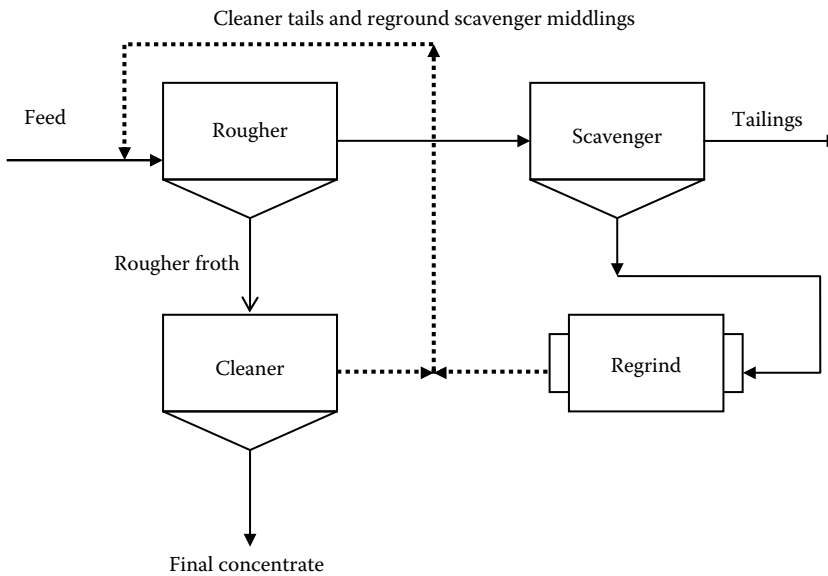 Cleaner tails and reground scavenger middlings
Feed
Rougher
Scavenger
Tailings
Rougher froth
Cleaner
Regrind
Final concentrate